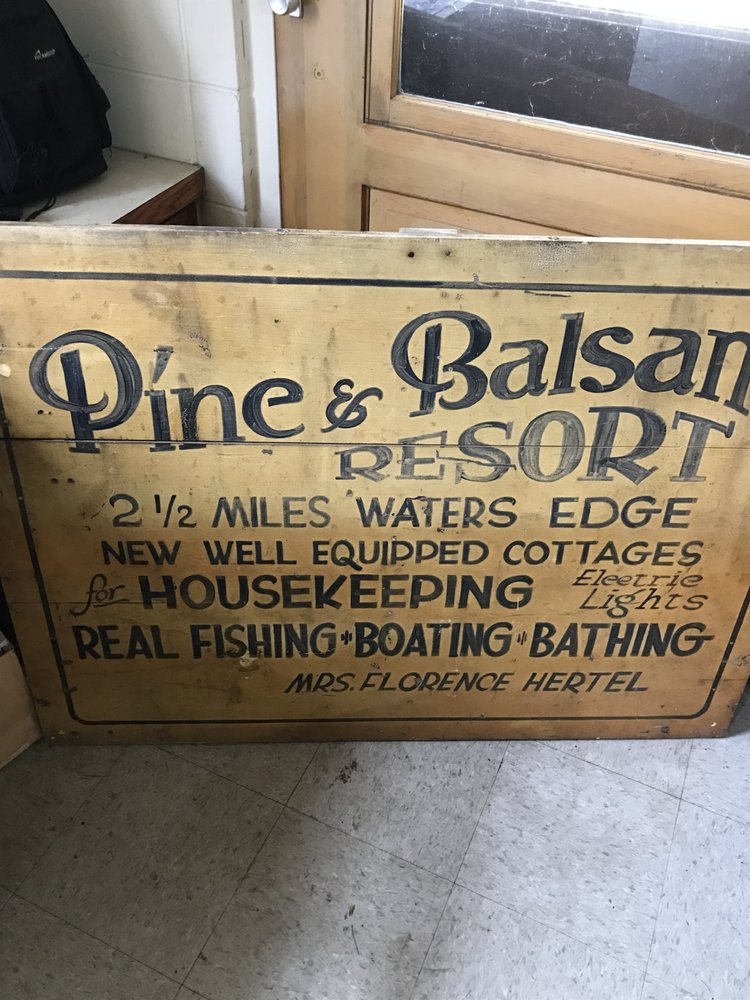 Pine & Balsam
RESORT
2 1/2 MILES WATERS EDGE
NEW WELL EQUIPPED COTTAGES
for HOUSEKEEPING Electric Lights
REAL FISHING BOATING BATHING
MRS. FLORENCE HERTEL